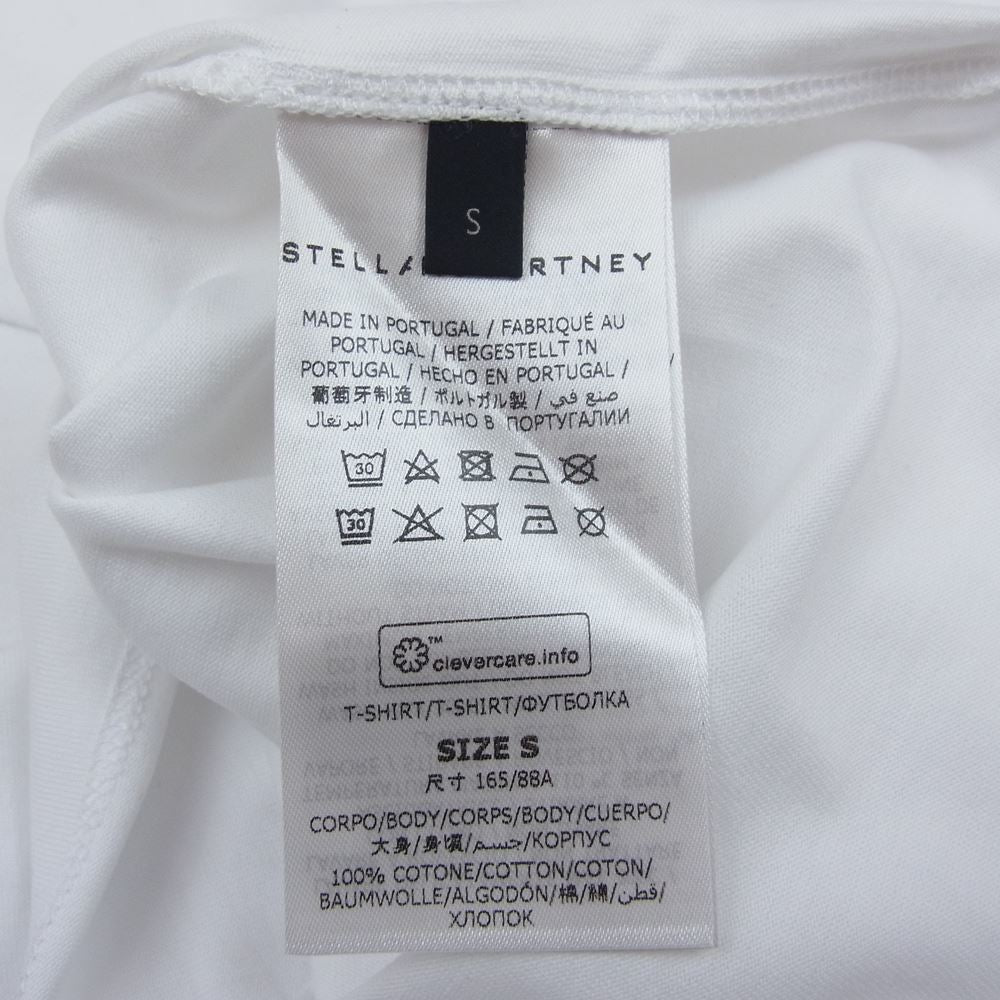 S
STELLA RTNEY
MADE IN PORTUGAL / FABRIQUÉ AU
PORTUGAL / HERGESTELLT IN
PORTUGAL / HECHO EN PORTUGAL /
葡萄牙制造 / ポルトガル製 / صنع في /
البرتغال / СДЕЛАНО В ПОРТУГАЛИИ
30
30
™
clevercare.info
T-SHIRT/T-SHIRT/ФУТБОЛКА
SIZE S
尺寸 165/88A
CORPO/BODY/CORPS/BODY/CUERPO/
大身/身頃/جسم/КОРПУС
100% COTONE/COTTON/COTON/
BAUMWOLLE/ALGODÓN/棉/綿/قطن/
ХЛОПОК